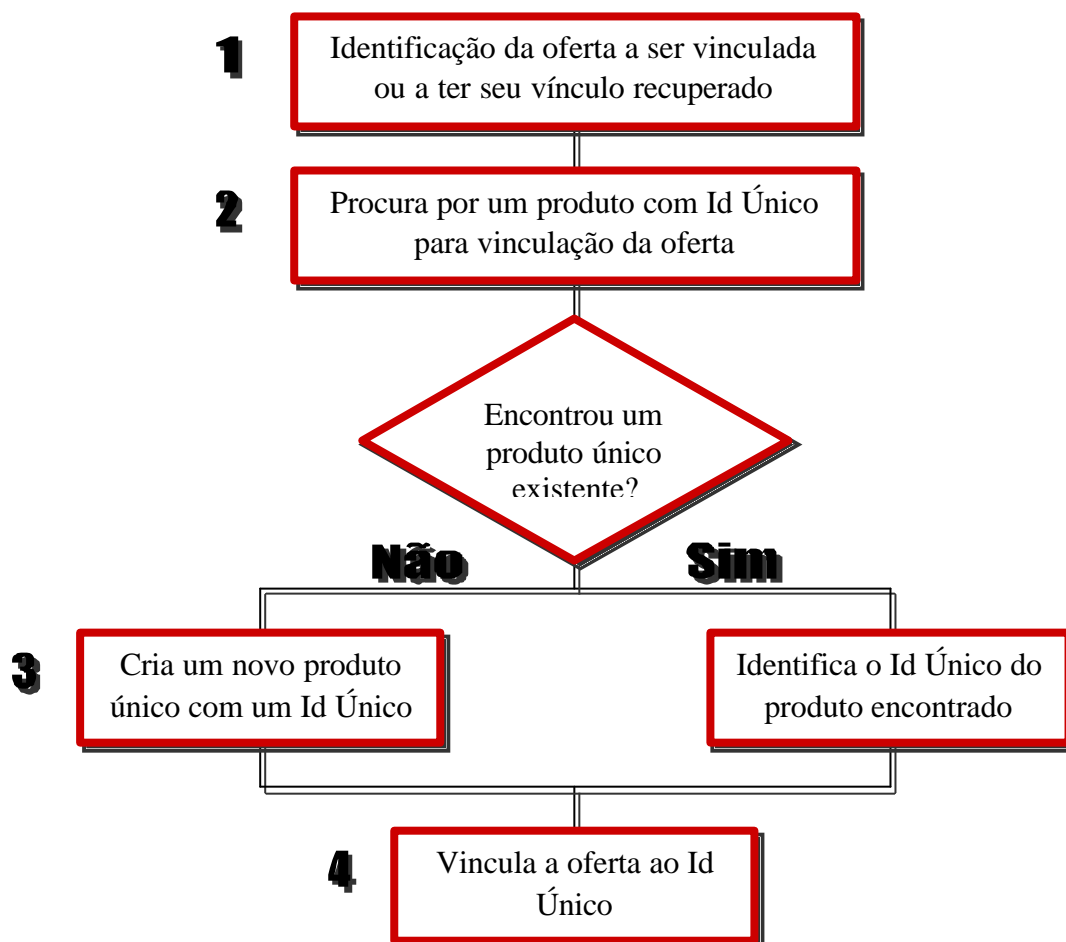 1
Identificação da oferta a ser vinculada
ou a ter seu vínculo recuperado
2
Procura por um produto com Id Único
para vinculação da oferta
Encontrou um
produto único
existente?
Não
Sim
3
Cria um novo produto
único com um Id Único
Identifica o Id Único do
produto encontrado
4
Vincula a oferta ao Id
Único